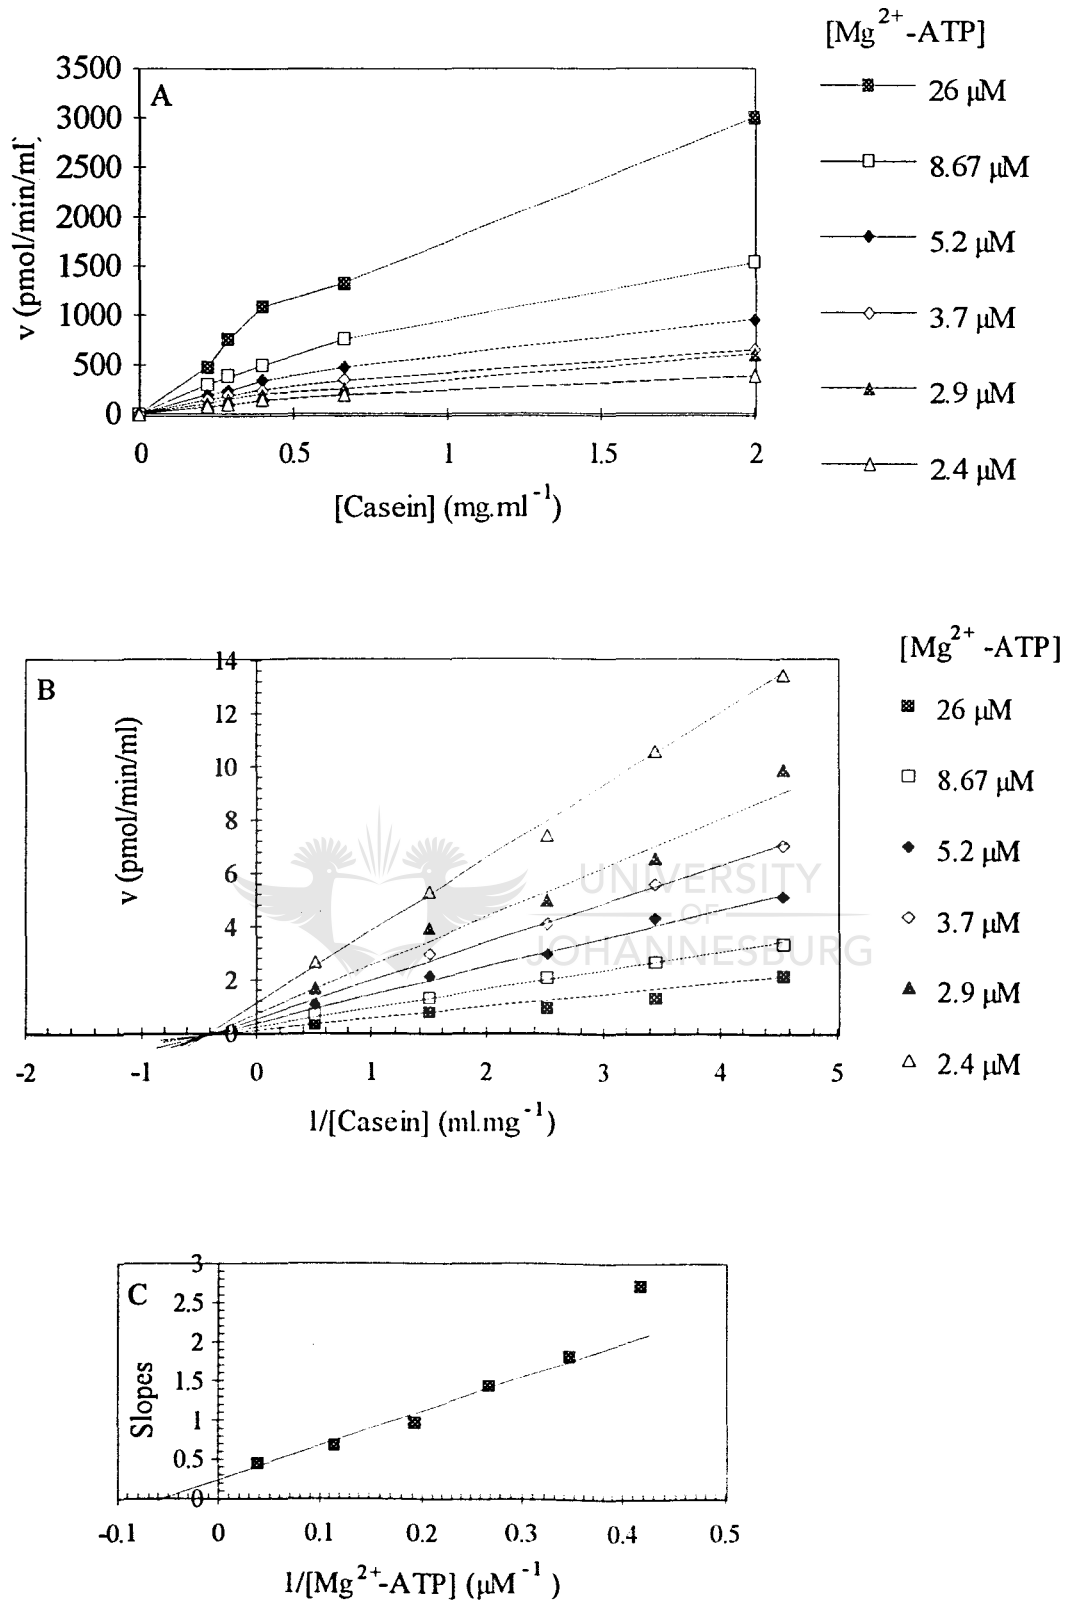 [Mg2+-ATP]
3500
3000
2500
2000
1500
1000
500
0
A
v (pmol/min/ml)
0 0.5 1 1.5 2
[Casein] (mg.ml-1)
26 µM
8.67 µM
5.2 µM
3.7 µM
2.9 µM
2.4 µM
[Mg2+ -ATP]
B
14
12
10
8
6
4
2
0
v (pmol/min/ml)
-2 -1 0 1 2 3 4 5
1/[Casein] (ml.mg-1)
26 µM
8.67 µM
5.2 µM
3.7 µM
2.9 µM
2.4 µM
UNIVERSITY
OF
JOHANNESBURG
C
3
2.5
2
1.5
1
0.5
0
Slopes
-0.1 0 0.1 0.2 0.3 0.4 0.5
1/[Mg2+-ATP] (µM-1)